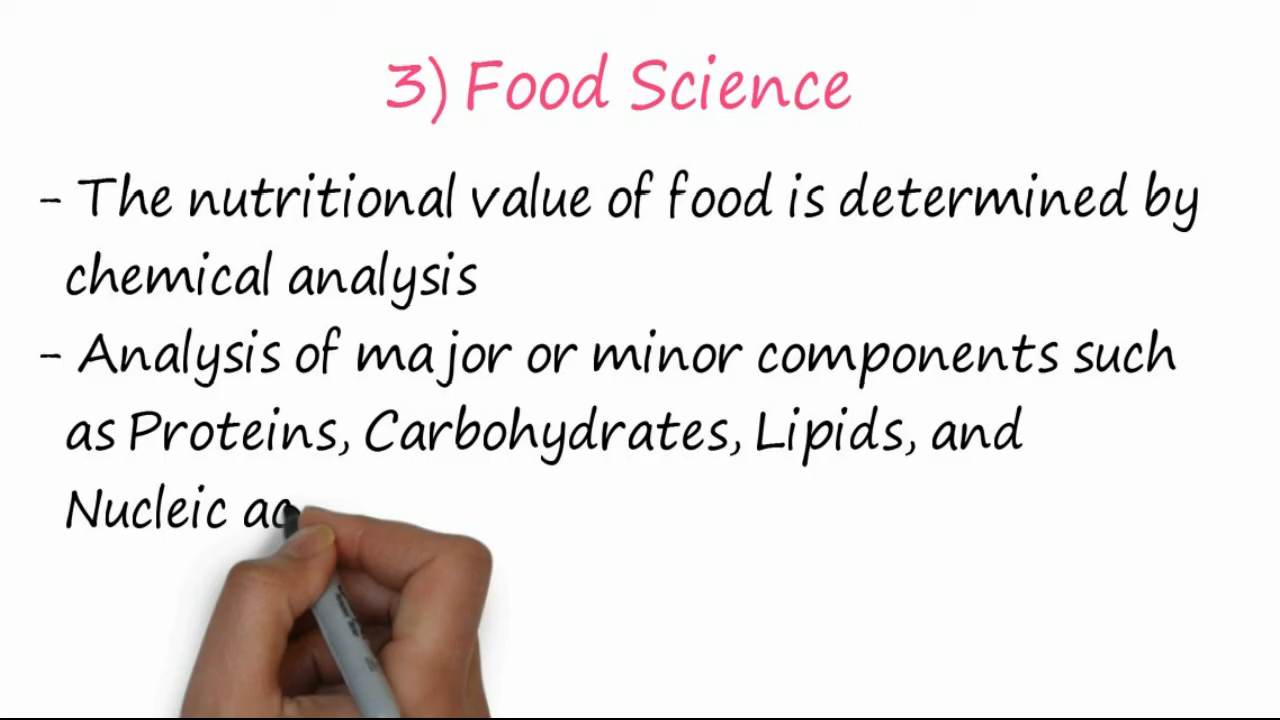 3) Food Science
- The nutritional value of food is determined by
chemical analysis
- Analysis of major or minor components such
as Proteins, Carbohydrates, Lipids, and
Nucleic ac